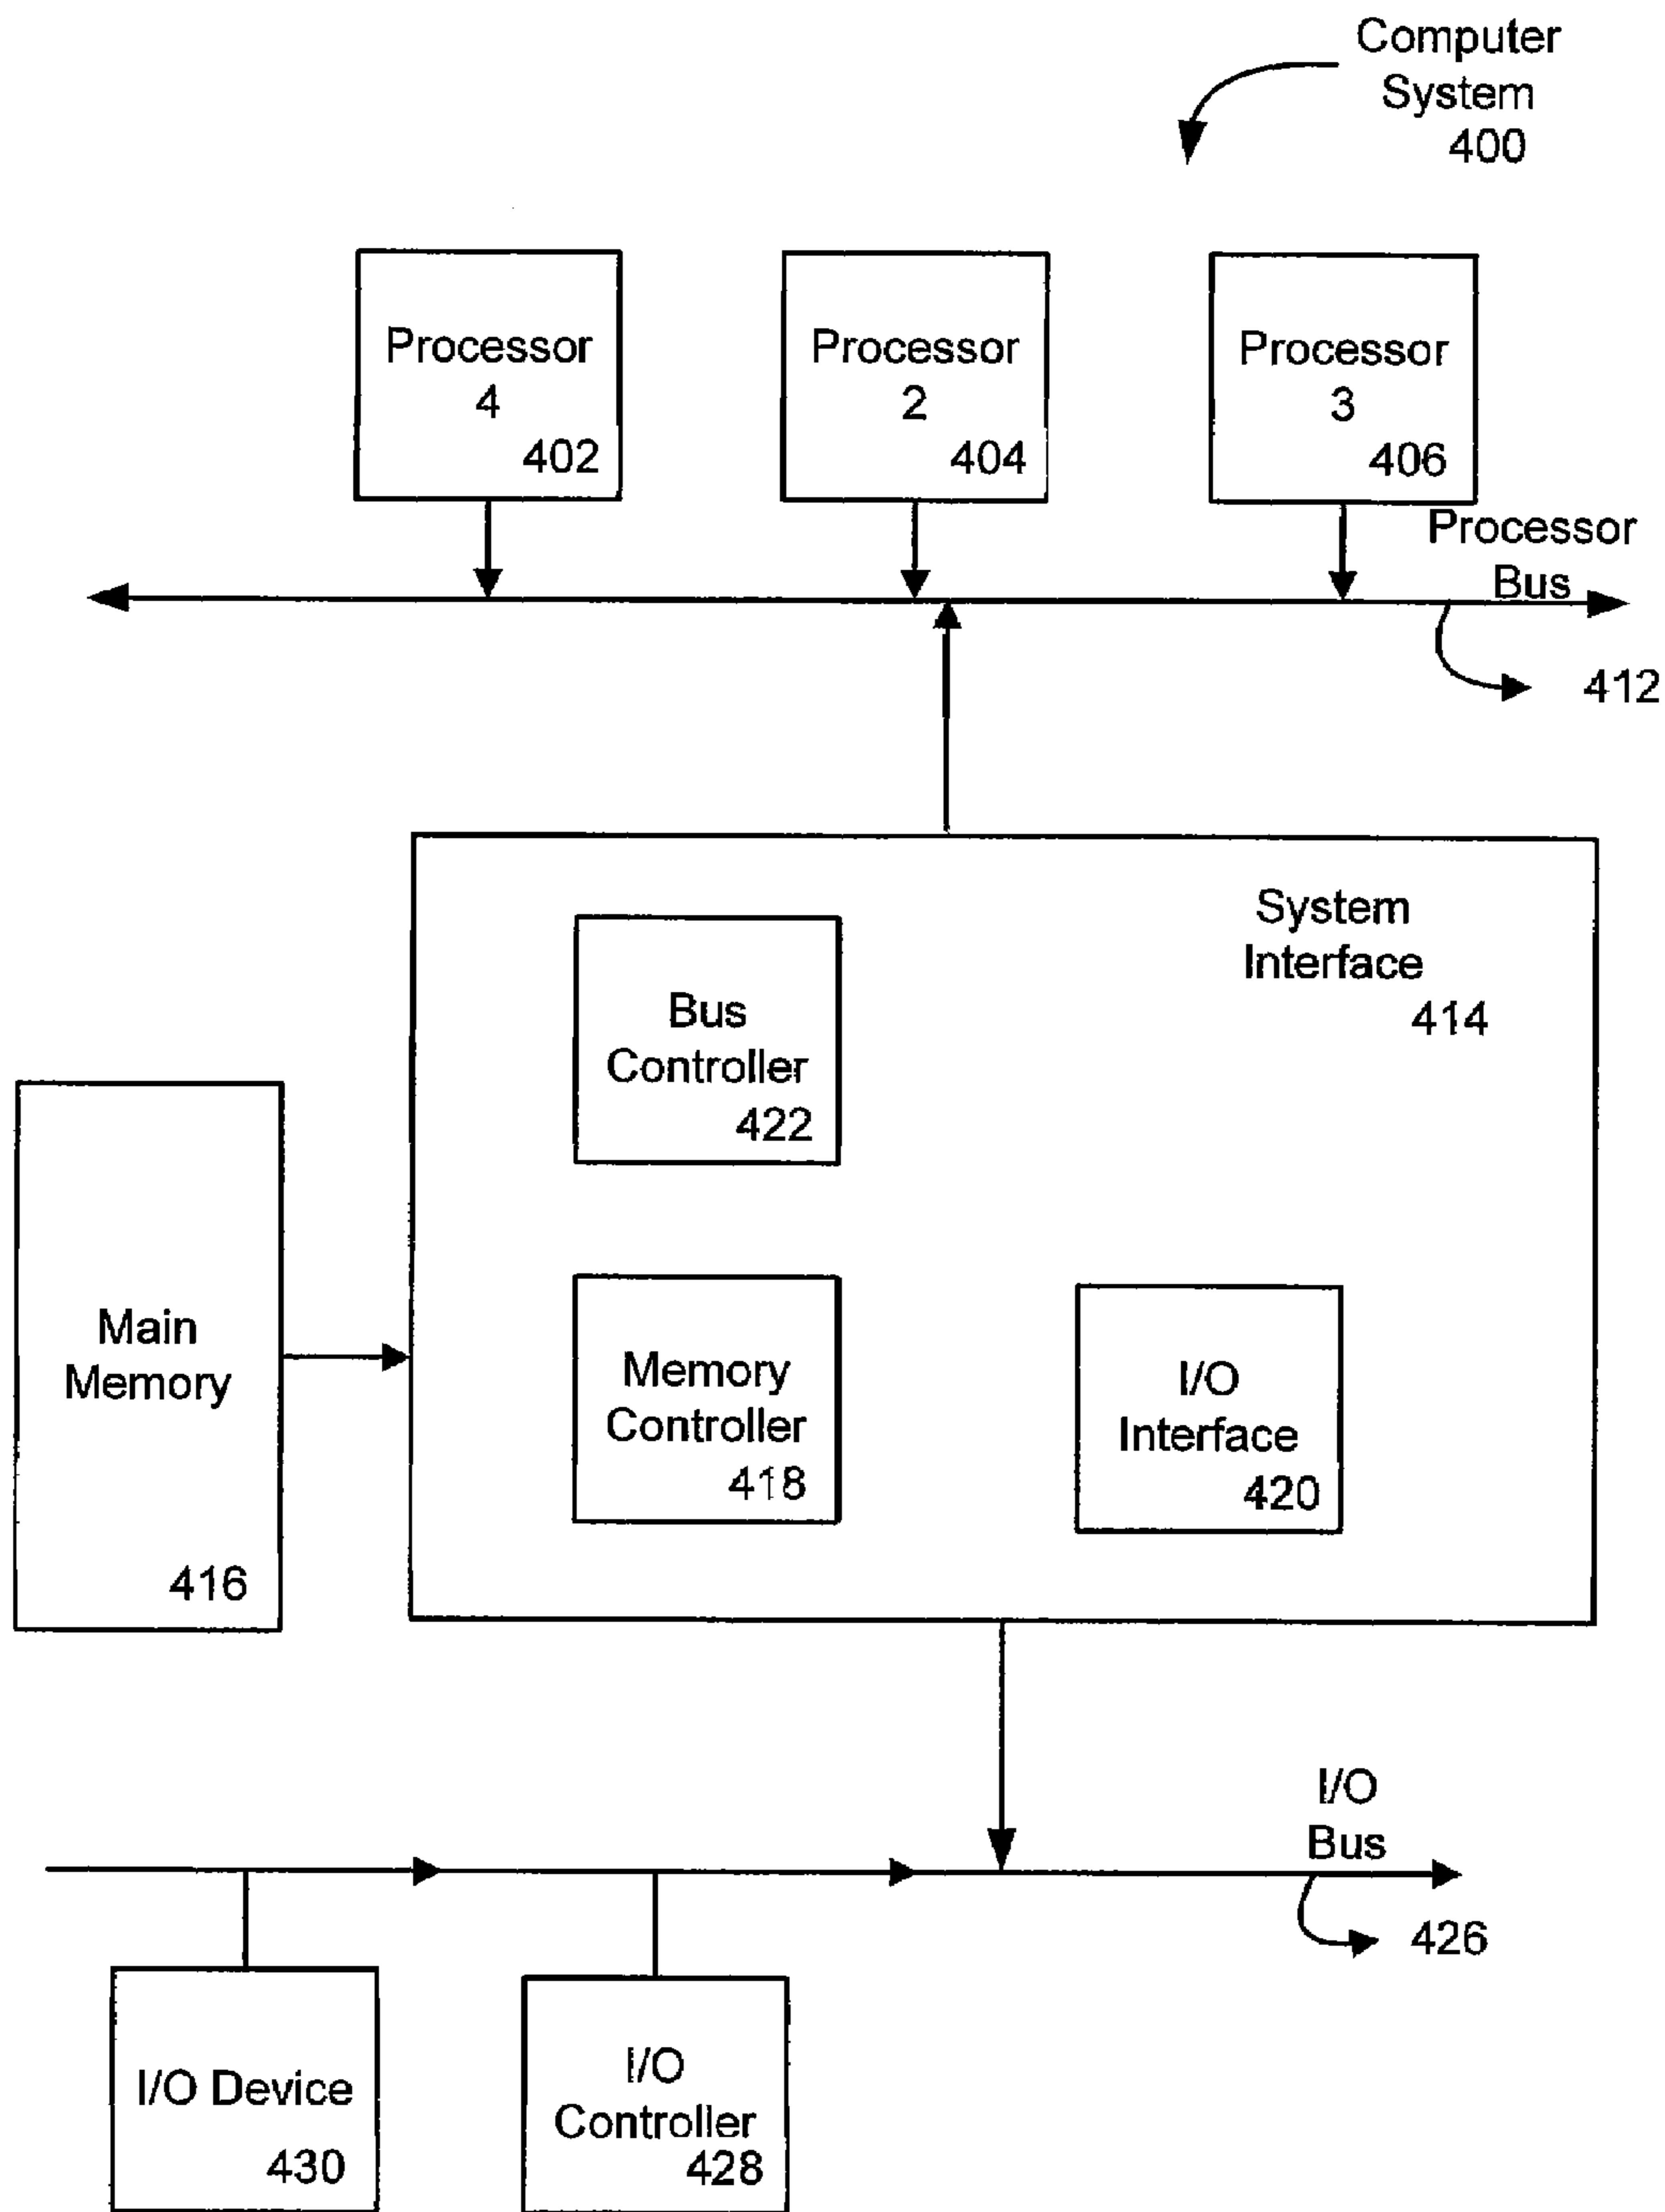 Computer
System
400
Processor
4
402
Processor
2
404
Processor
3
406
Processor
Bus
412
System
Interface
414
Bus
Controller
422
Main
Memory
416
Memory
Controller
418
I/O
Interface
420
I/O
Bus
426
I/O Device
430
I/O
Controller
428